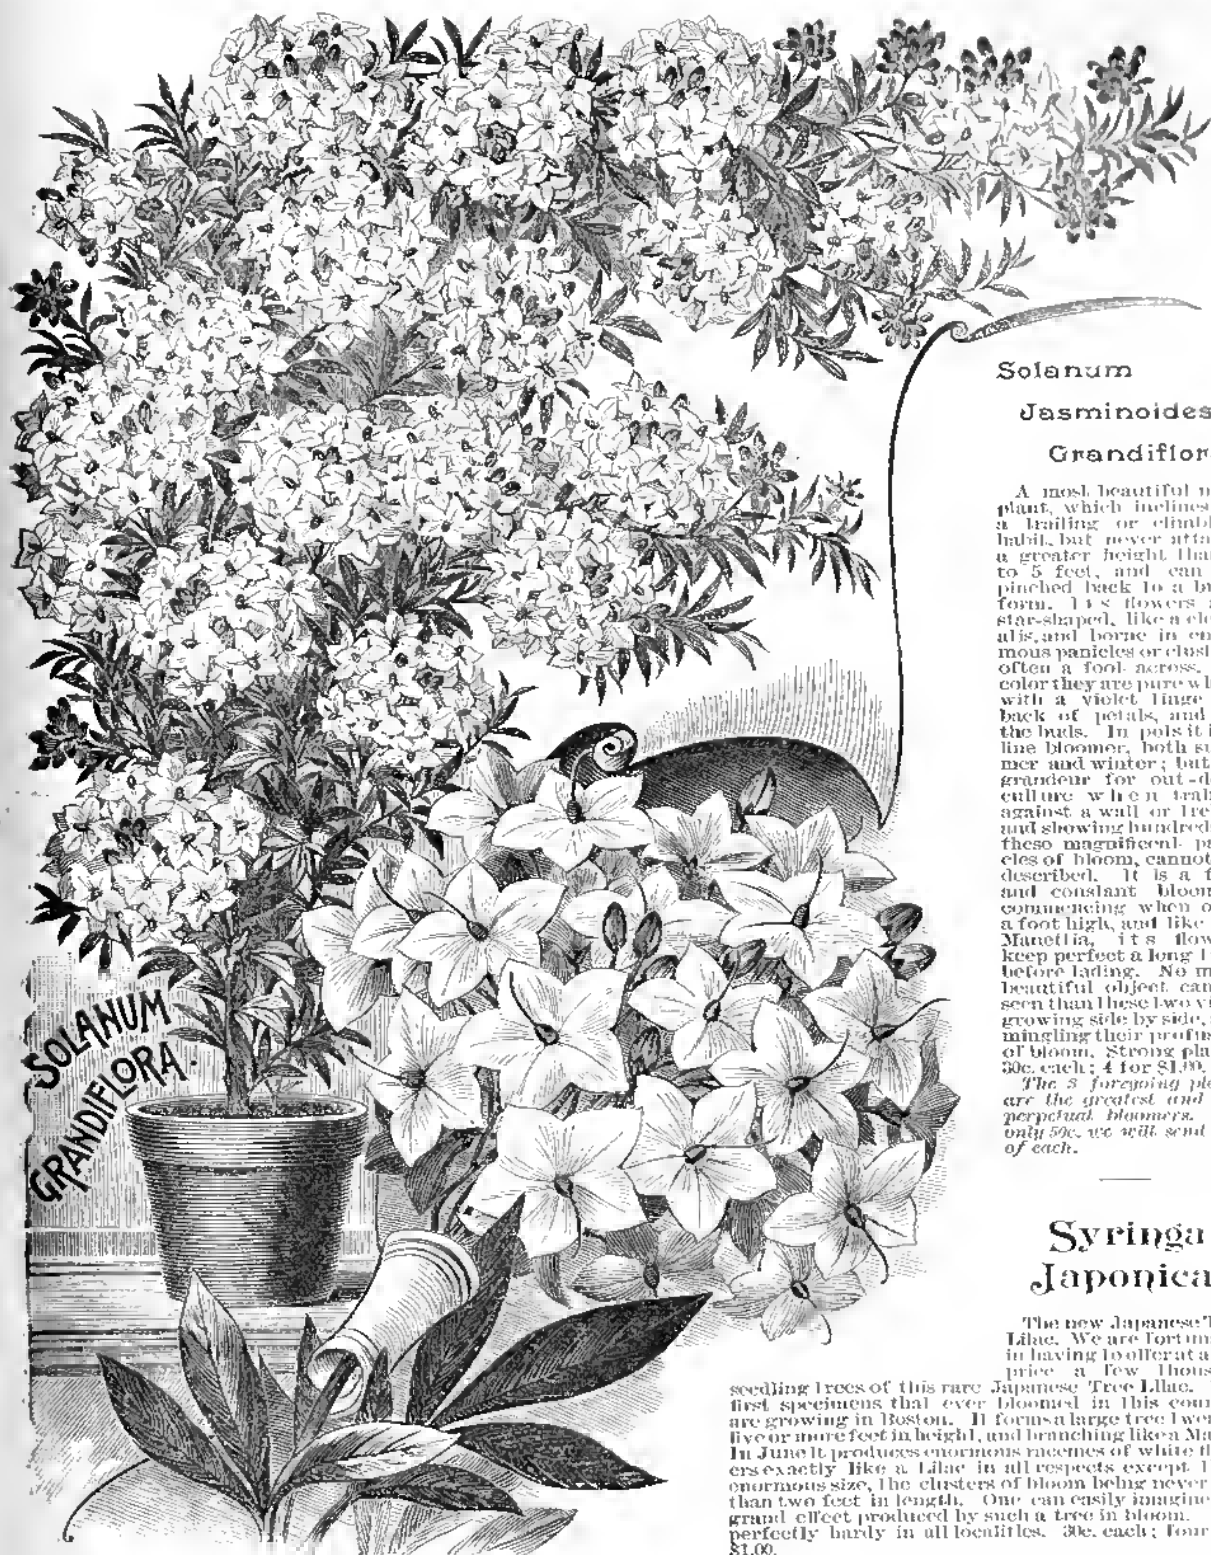 SOLANUM
GRANDIFLORA.
Solanum
Jasminoides
Grandiflor
A most beautiful
plant, which inclines
a trailing or climb
habit, but never atta
a greater height than
to 5 feet, and can
pinched back to a bu
form. Its flowers a
star-shaped, like a cle
atis, and borne in en
mous panicles or clust
often a foot across.
color they are pure wh
with a violet tinge
back of petals, and
the buds. In pots it i
fine bloomer, both su
mer and winter; but
grandeur for out-d
culture when trai
against a wall or tre
and showing hundred
these magnificent pa
cles of bloom, cannot
described. It is a f
and constant bloom
commencing when o
a foot high, and like
Manettia, its flow
keep perfect a long t
before fading. No m
beautiful object can
seen than these two vi
growing side by side,
mingling their profus
of bloom. Strong pla
30c. each; 4 for $1.00.
The 3 foregoing pla
are the greatest and
perpetual bloomers.
only 50c. we will send
of each.
Syringa
Japonica
The new Japanese T
Lilac. We are fortun
in having to offer at a
price a few thous
seedling trees of this rare Japanese Tree Lilac.
first specimens that ever bloomed in this coun
are growing in Boston. It forms a large tree twen
five or more feet in height, and branching like a Ma
In June it produces enormous racemes of white fl
ers exactly like a Lilac in all respects except i
enormous size, the clusters of bloom being never
than two feet in length. One can easily imagine
grand effect produced by such a tree in bloom.
perfectly hardy in all localities. 30c. each; four
$1.00.